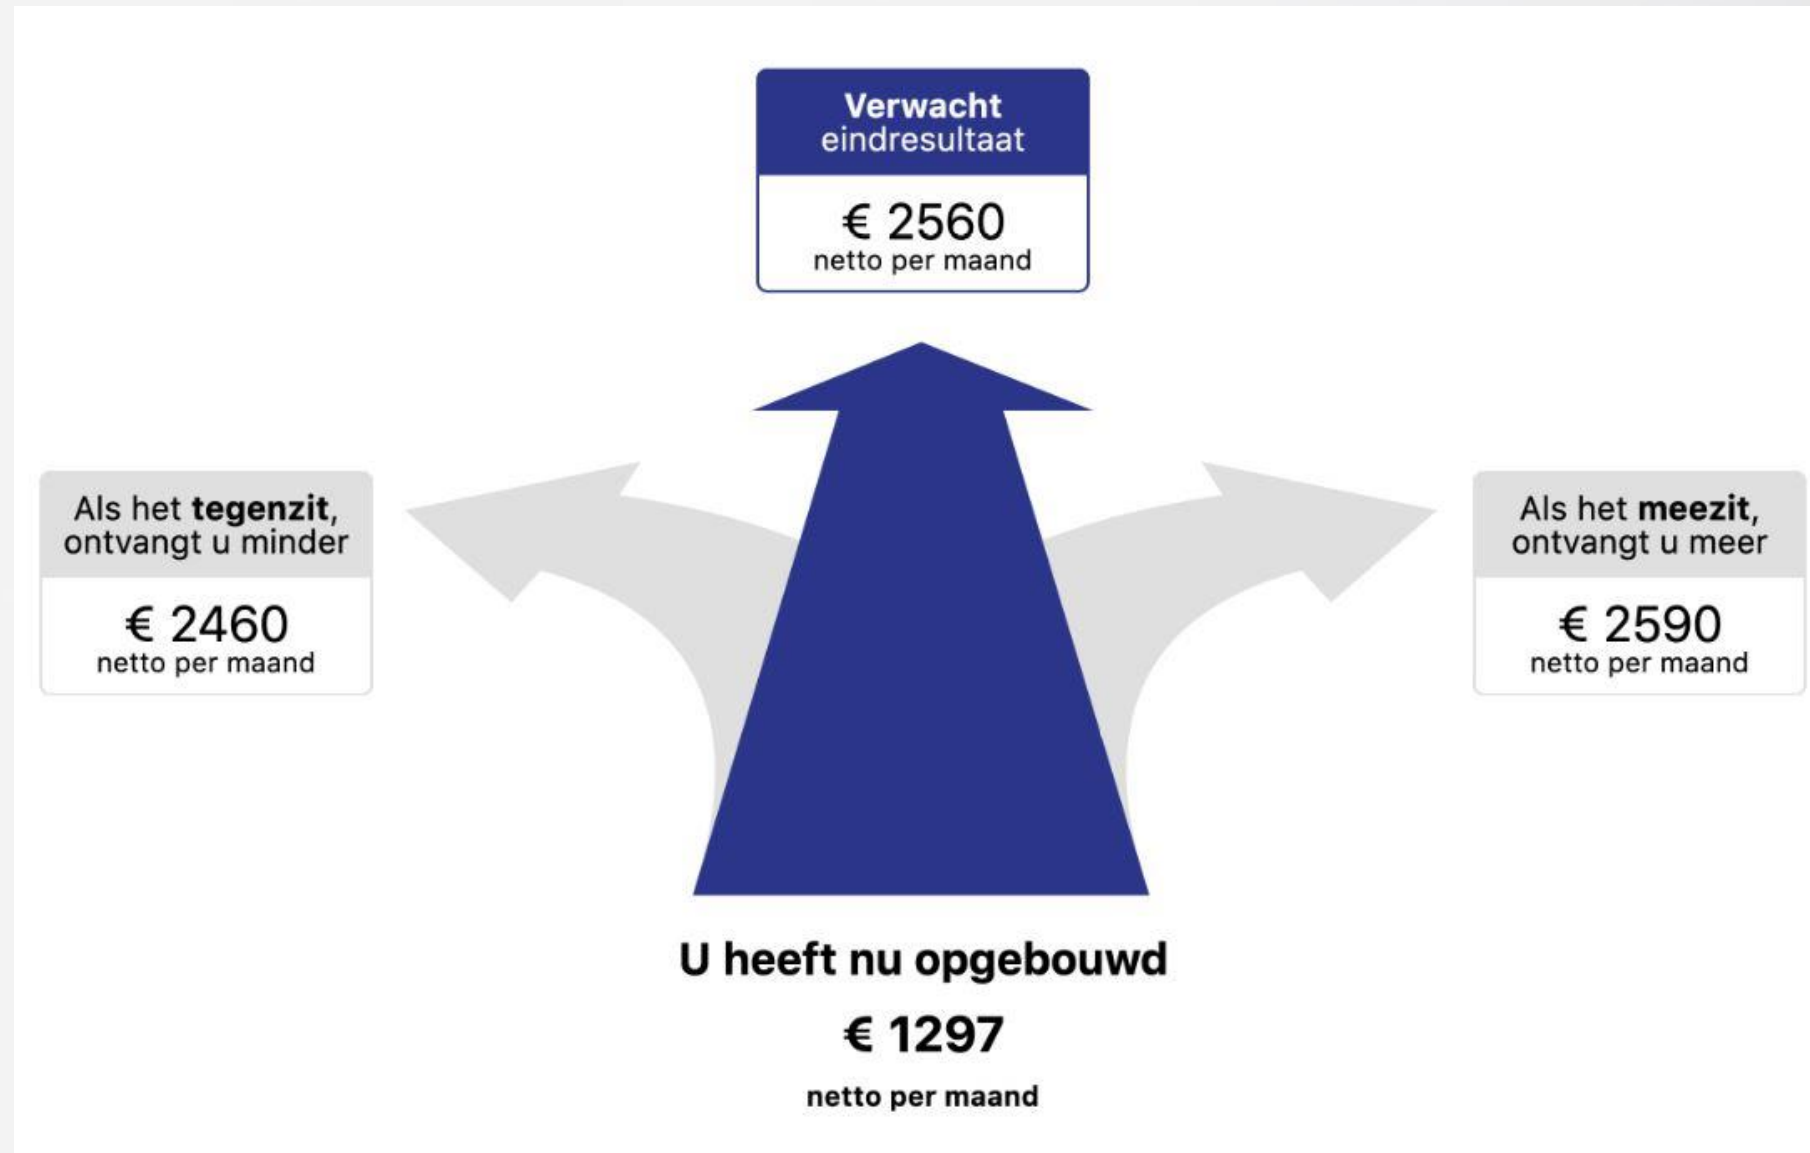 Verwacht
eindresultaat
€ 2560
netto per maand
Als het tegenzit,
ontvangt u minder
€ 2460
netto per maand
Als het meezit,
ontvangt u meer
€ 2590
netto per maand
U heeft nu opgebouwd
€ 1297
netto per maand